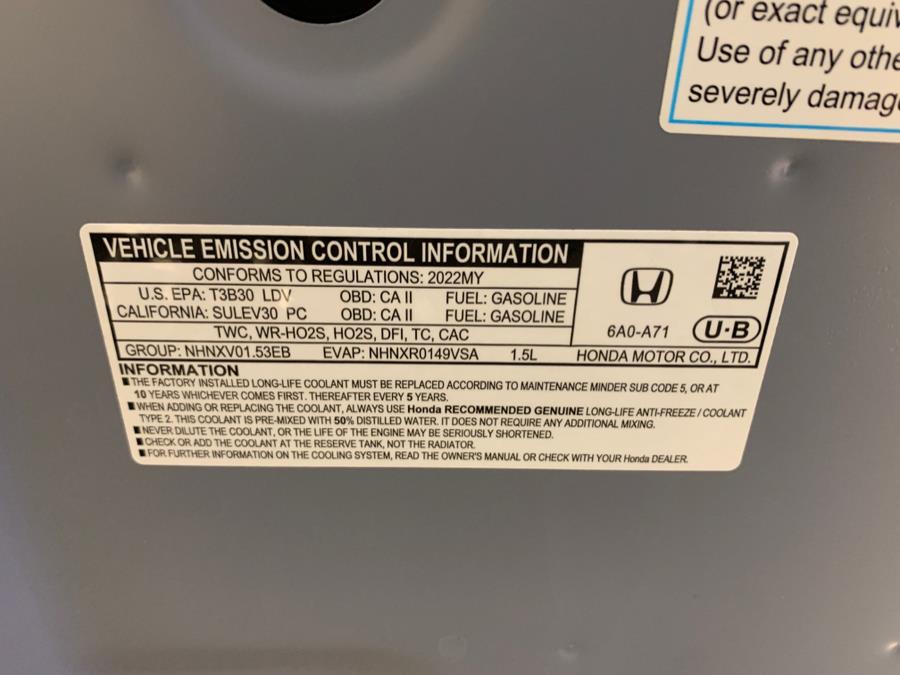 (or exact equiv
Use of any othe
severely damag
VEHICLE EMISSION CONTROL INFORMATION
CONFORMS TO REGULATIONS: 2022MY
U.S. EPA: T3B30 LDV OBD: CA II FUEL: GASOLINE
CALIFORNIA: SULEV30 PC OBD: CA II FUEL: GASOLINE
TWC, WR-HO2S, HO2S, DFI, TC, CAC
6A0-A71 U·B
GROUP: NHNXV01.53EB EVAP: NHNXR0149VSA 1.5L HONDA MOTOR CO., LTD.
INFORMATION
■THE FACTORY INSTALLED LONG-LIFE COOLANT MUST BE REPLACED ACCORDING TO MAINTENANCE MINDER SUB CODE 5, OR AT
10 YEARS WHICHEVER COMES FIRST. THEREAFTER EVERY 5 YEARS.
■WHEN ADDING OR REPLACING THE COOLANT, ALWAYS USE Honda RECOMMENDED GENUINE LONG-LIFE ANTI-FREEZE / COOLANT
TYPE 2. THIS COOLANT IS PRE-MIXED WITH 50% DISTILLED WATER. IT DOES NOT REQUIRE ANY ADDITIONAL MIXING.
■NEVER DILUTE THE COOLANT, OR THE LIFE OF THE ENGINE MAY BE SERIOUSLY SHORTENED.
■CHECK OR ADD THE COOLANT AT THE RESERVE TANK, NOT THE RADIATOR.
■FOR FURTHER INFORMATION ON THE COOLING SYSTEM, READ THE OWNER'S MANUAL OR CHECK WITH YOUR Honda DEALER.